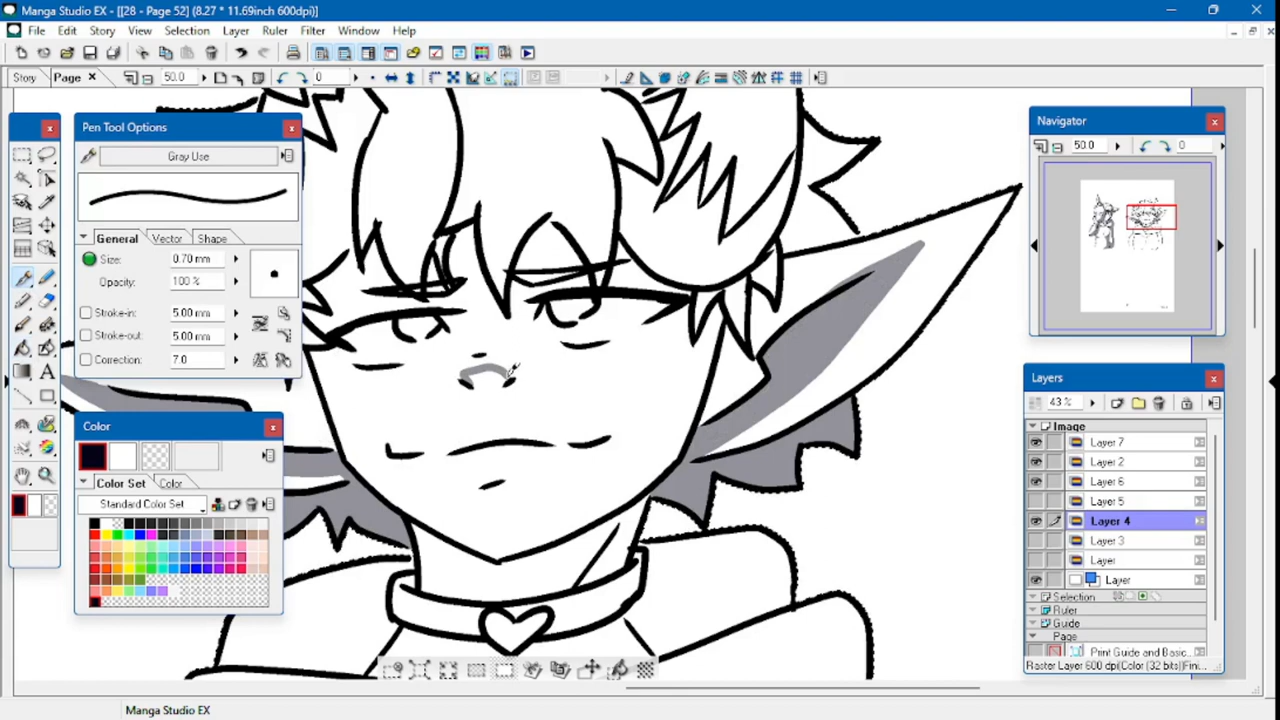 Manga Studio EX - [[28 - Page 52] (8.27 * 11.69inch 600dpi)]
File Edit Story View Selection Layer Ruler Filter Window Help
Story Page 50.0 0
Pen Tool Options
Gray Use
General Vector Shape
Size: 0.70 mm
Opacity: 100 %
Stroke-in: 5.00 mm
Stroke-out: 5.00 mm
Correction: 7.0
Color
Color Set Color
Standard Color Set
Navigator
50.0 0
Layers
43 %
Image
Layer 7
Layer 2
Layer 6
Layer 5
Layer 4
Layer 3
Layer
Layer
Selection
Ruler
Guide
Page
Print Guide and Basic...
Raster Layer 600 dpi(Color (32 bits)Fini
Manga Studio EX